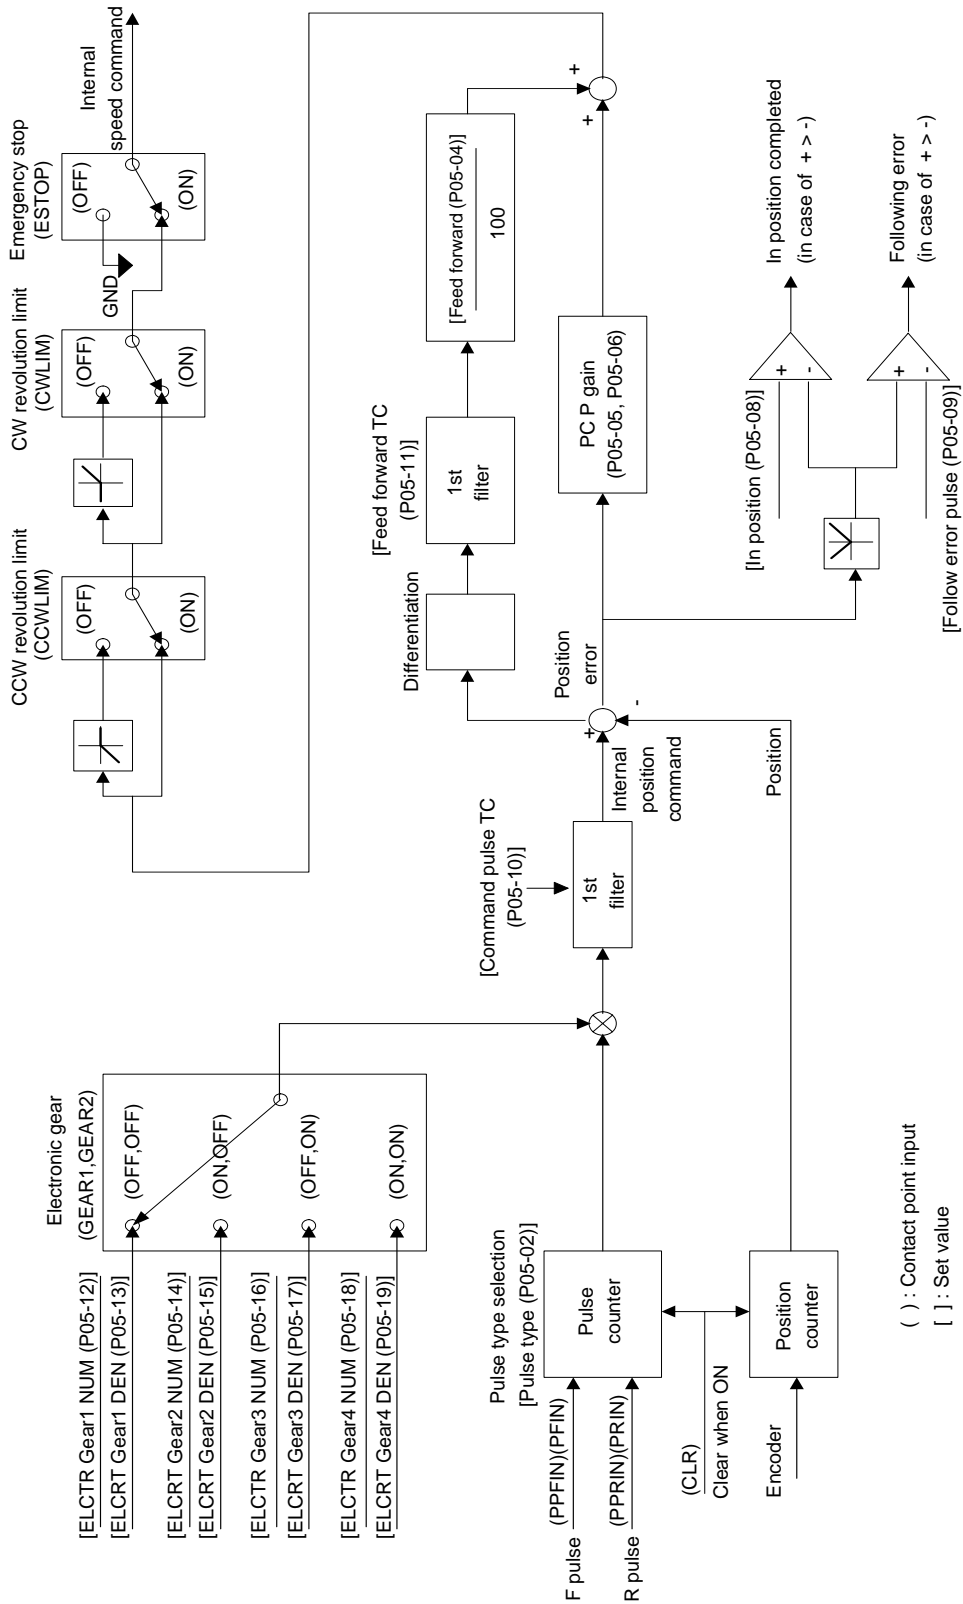 Electronic gear
(GEAR1,GEAR2)
[ELCTR Gear1 NUM (P05-12)]
[ELCRT Gear1 DEN (P05-13)]
(OFF,OFF)
[ELCRT Gear2 NUM (P05-14)]
[ELCRT Gear2 DEN (P05-15)]
(ON,OFF)
[ELCTR Gear3 NUM (P05-16)]
[ELCRT Gear3 DEN (P05-17)]
(OFF,ON)
[ELCTR Gear4 NUM (P05-18)]
[ELCRT Gear4 DEN (P05-19)]
(ON,ON)
CCW revolution limit
(CCWLIM)
(OFF)
(ON)
CW revolution limit
(CWLIM)
(OFF)
(ON)
GND
Emergency stop
(ESTOP)
(OFF)
(ON)
Internal
speed command
Pulse type selection
[Pulse type (P05-02)]
F pulse
(PPFIN)(PFIN)
R pulse
(PPRIN)(PRIN)
Pulse
counter
(CLR)
Clear when ON
Encoder
Position
counter
[Command pulse TC
(P05-10)]
1st
filter
Internal
position
command
+
-
Position
Position
error
Differentiation
[Feed forward TC
(P05-11)]
1st
filter
[Feed forward (P05-04)]
100
PC P gain
(P05-05, P05-06)
+
+
[In position (P05-08)]
+
-
In position completed
(in case of + > -)
[Follow error pulse (P05-09)]
+
-
Following error
(in case of + > -)
( ) : Contact point input
[ ] : Set value